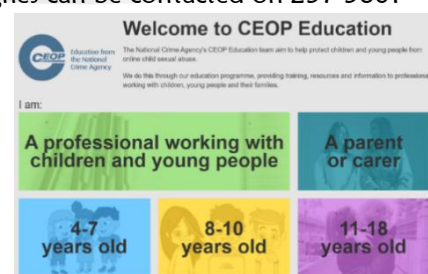 can be contacted on
Welcome to CEOP Education
CEOP
Education from
the National
Crime Agency
The National Crime Agency's CEOP Education team aim to help protect children and young people from
online child sexual abuse.
We do this through our education programme, providing training, resources and information to professionals
working with children, young people and their families.
I am:
A professional working with
children and young people
A parent
or carer
4-7
years old
8-10
years old
11-18
years old